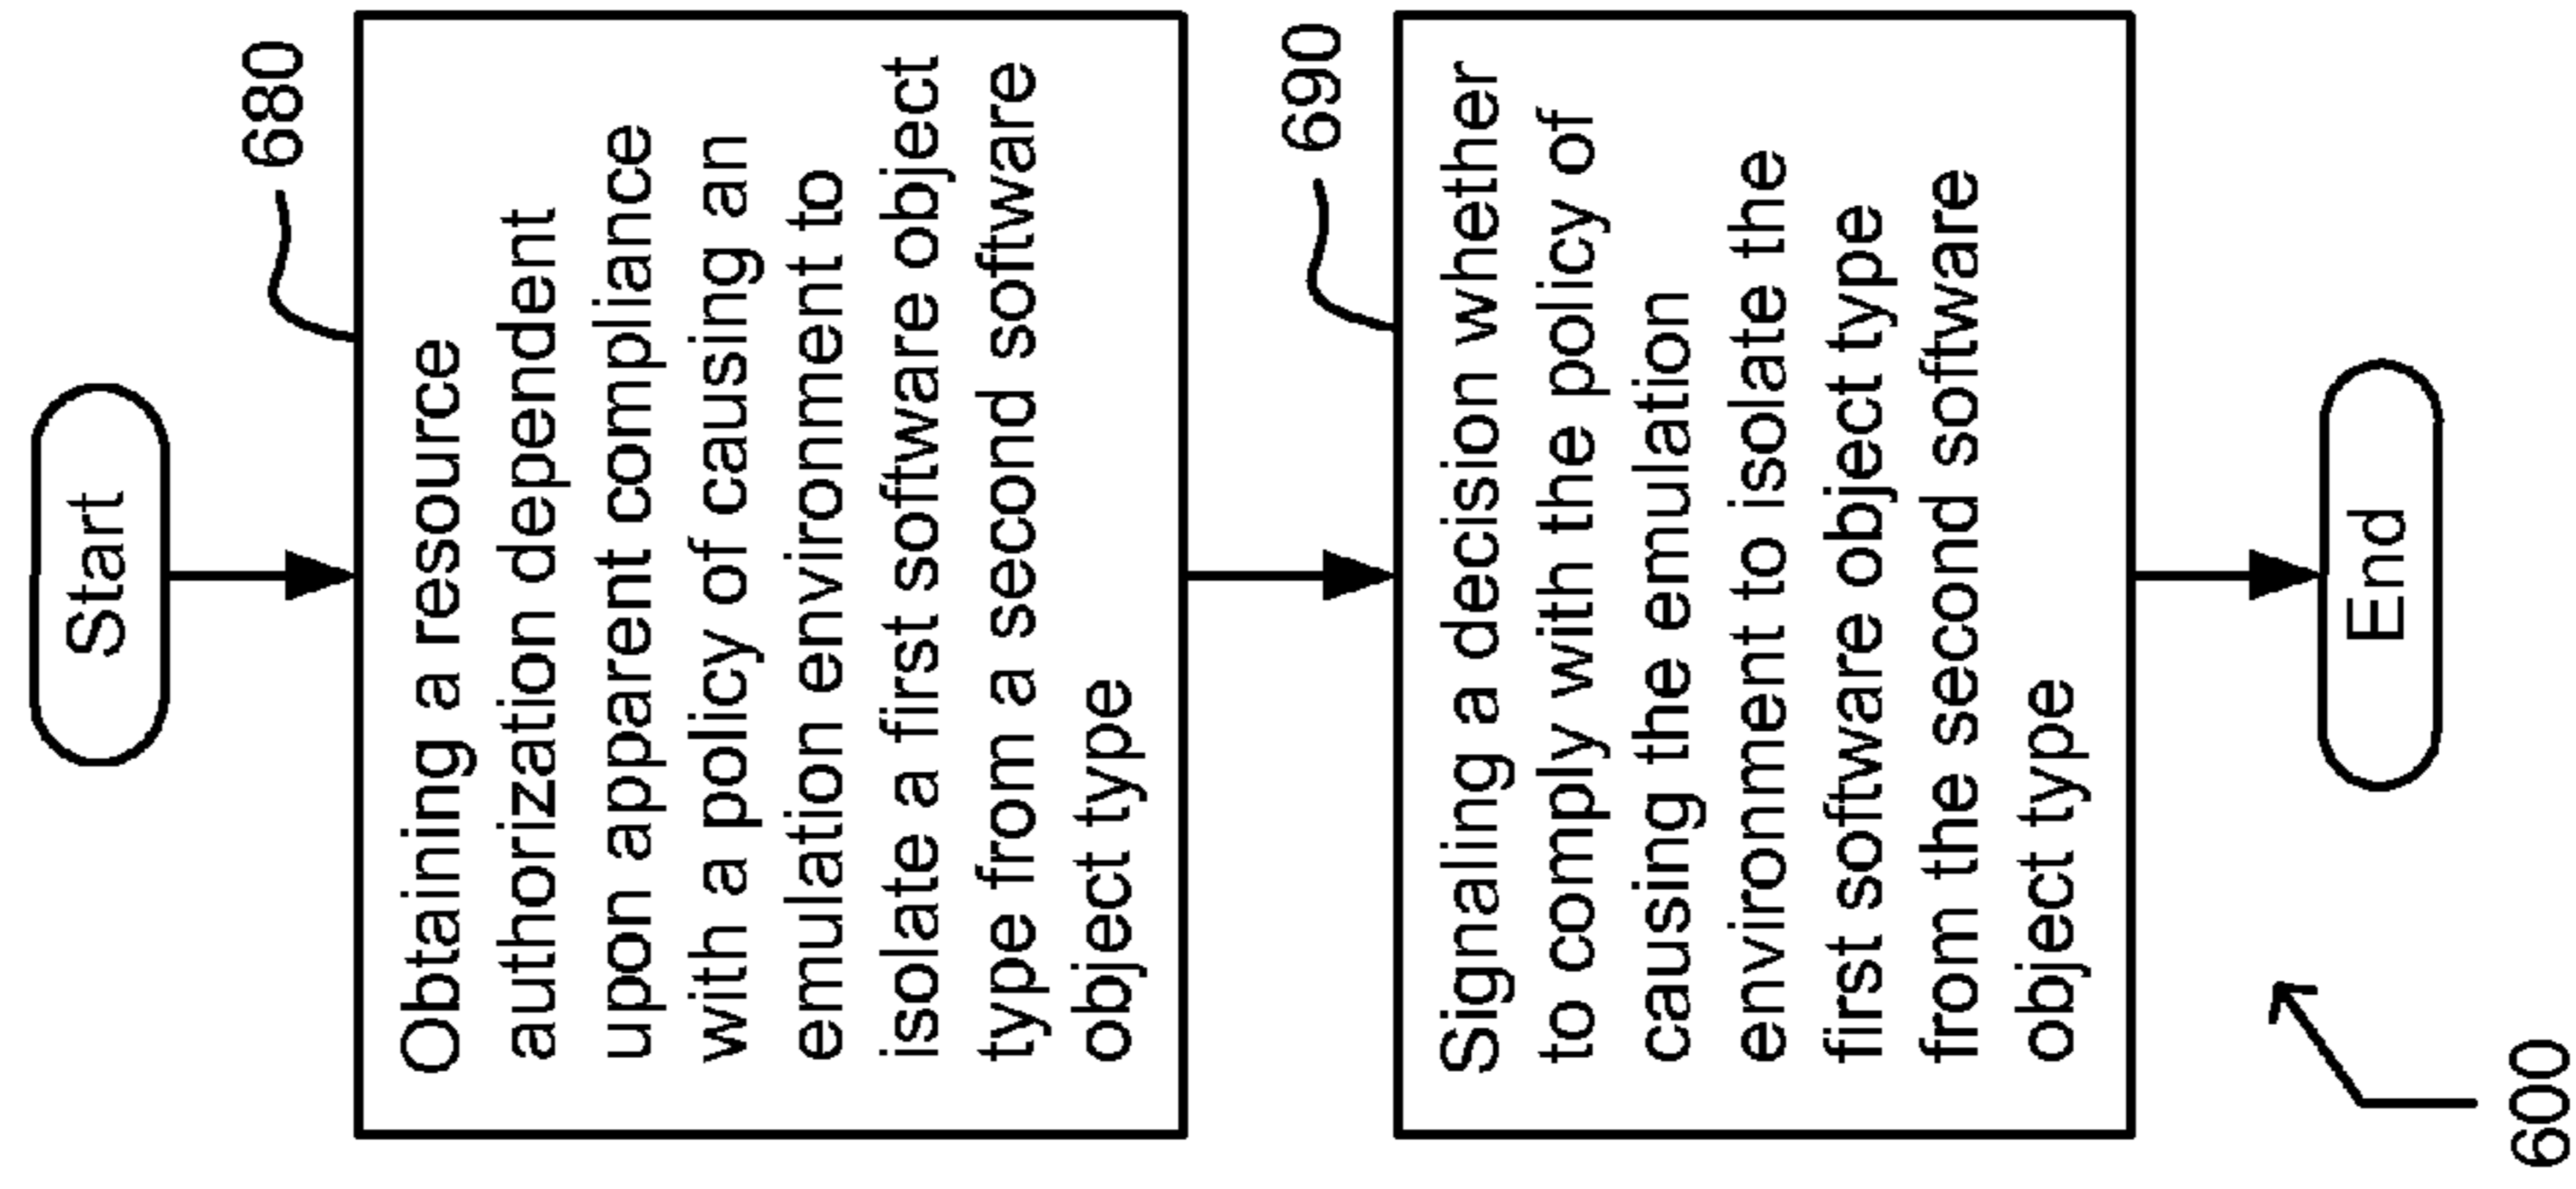 Start
680
Obtaining a resource
authorization dependent
upon apparent compliance
with a policy of causing an
emulation environment to
isolate a first software object
type from a second software
object type
690
Signaling a decision whether
to comply with the policy of
causing the emulation
environment to isolate the
first software object type
from the second software
object type
End
600